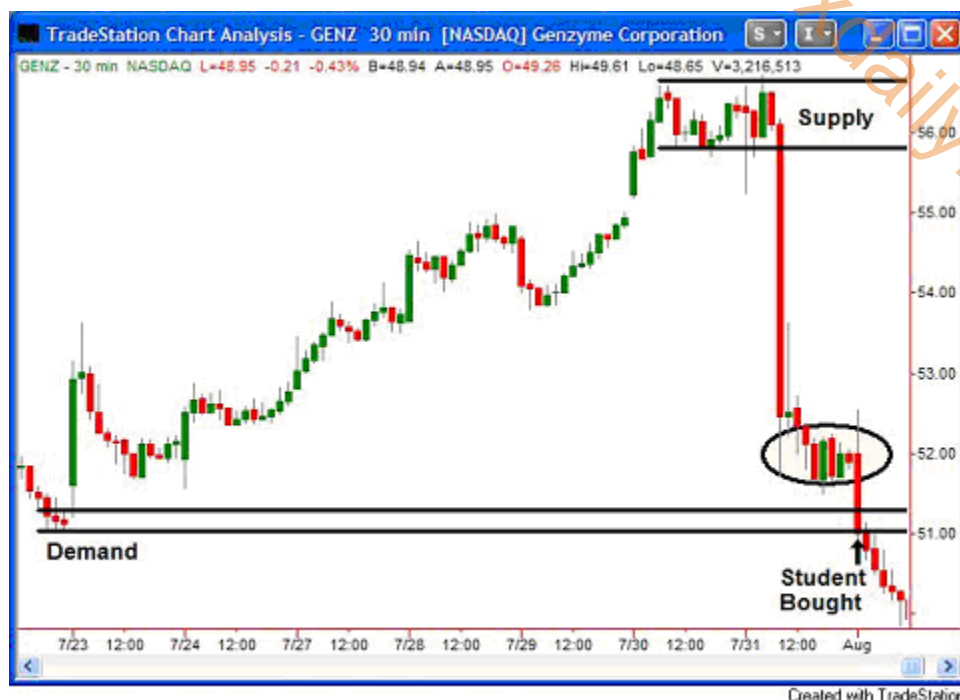 TradeStation Chart Analysis - GENZ 30 min [NASDAQ] Genzyme Corporation
S
I
GENZ - 30 min NASDAQ L=48.95 -0.21 -0.43% B=48.94 A=48.95 O=49.26 Hi=49.61 Lo=48.65 V=3,216,513
Supply
56.00
55.00
54.00
53.00
52.00
51.00
Demand
Student
Bought
7/23 12:00 7/24 12:00 7/27 12:00 7/28 12:00 7/29 12:00 7/30 12:00 7/31 12:00 Aug
Created with TradeStation